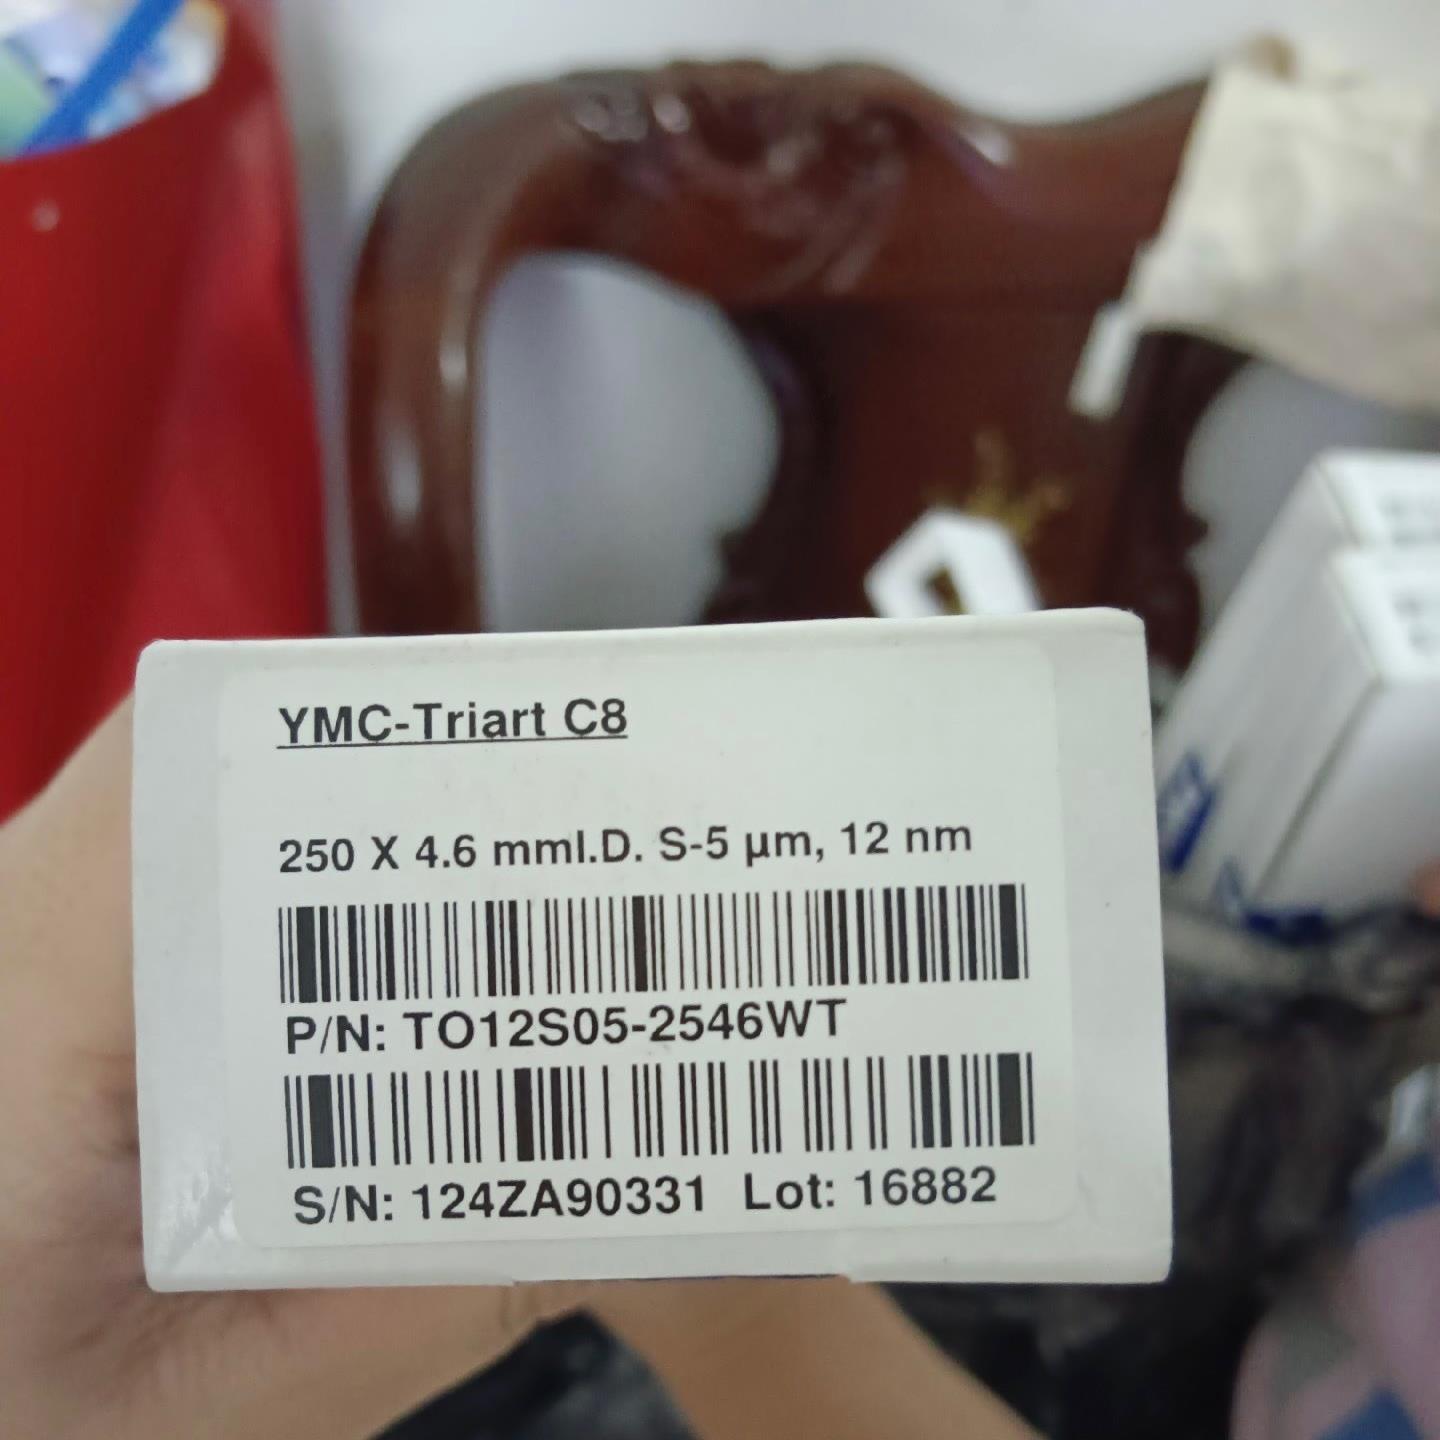 YMC-Triart C8
250 X 4.6 mmI.D. S-5 µm, 12 nm
P/N: TO12S05-2546WT
S/N: 124ZA90331 Lot: 16882